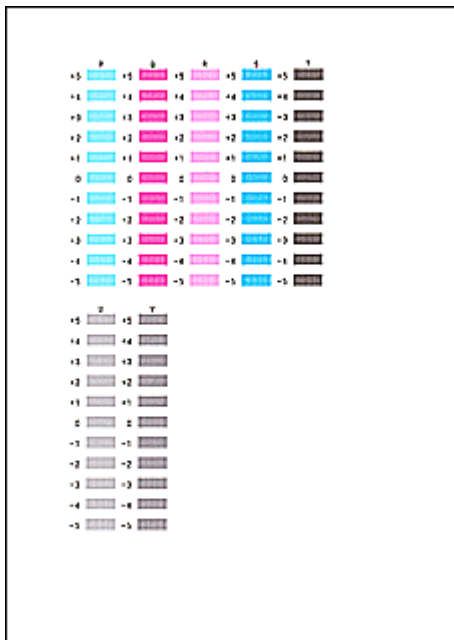 +5 +5 +5 +5 +5
+4 +4 +4 +4 +4
+3 +3 +3 +3 +3
+2 +2 +2 +2 +2
+1 +1 +1 +1 +1
0 0 0 0 0
-1 -1 -1 -1 -1
-2 -2 -2 -2 -2
-3 -3 -3 -3 -3
-4 -4 -4 -4 -4
-5 -5 -5 -5 -5
+5 +5
+4 +4
+3 +3
+2 +2
+1 +1
0 0
-1 -1
-2 -2
-3 -3
-4 -4
-5 -5